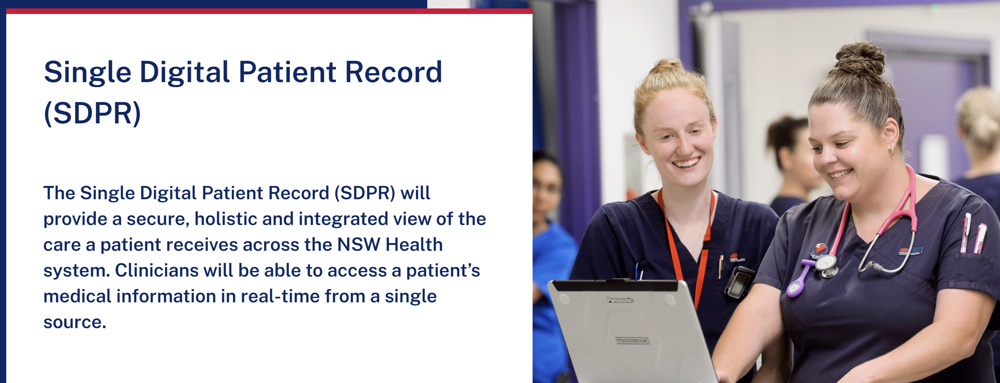 Single Digital Patient Record
(SDPR)
The Single Digital Patient Record (SDPR) will
provide a secure, holistic and integrated view of the
care a patient receives across the NSW Health
system. Clinicians will be able to access a patient’s
medical information in real-time from a single
source.
NSW Health
NSW Health
LAUREN
Panasonic
TOUGHBOOK